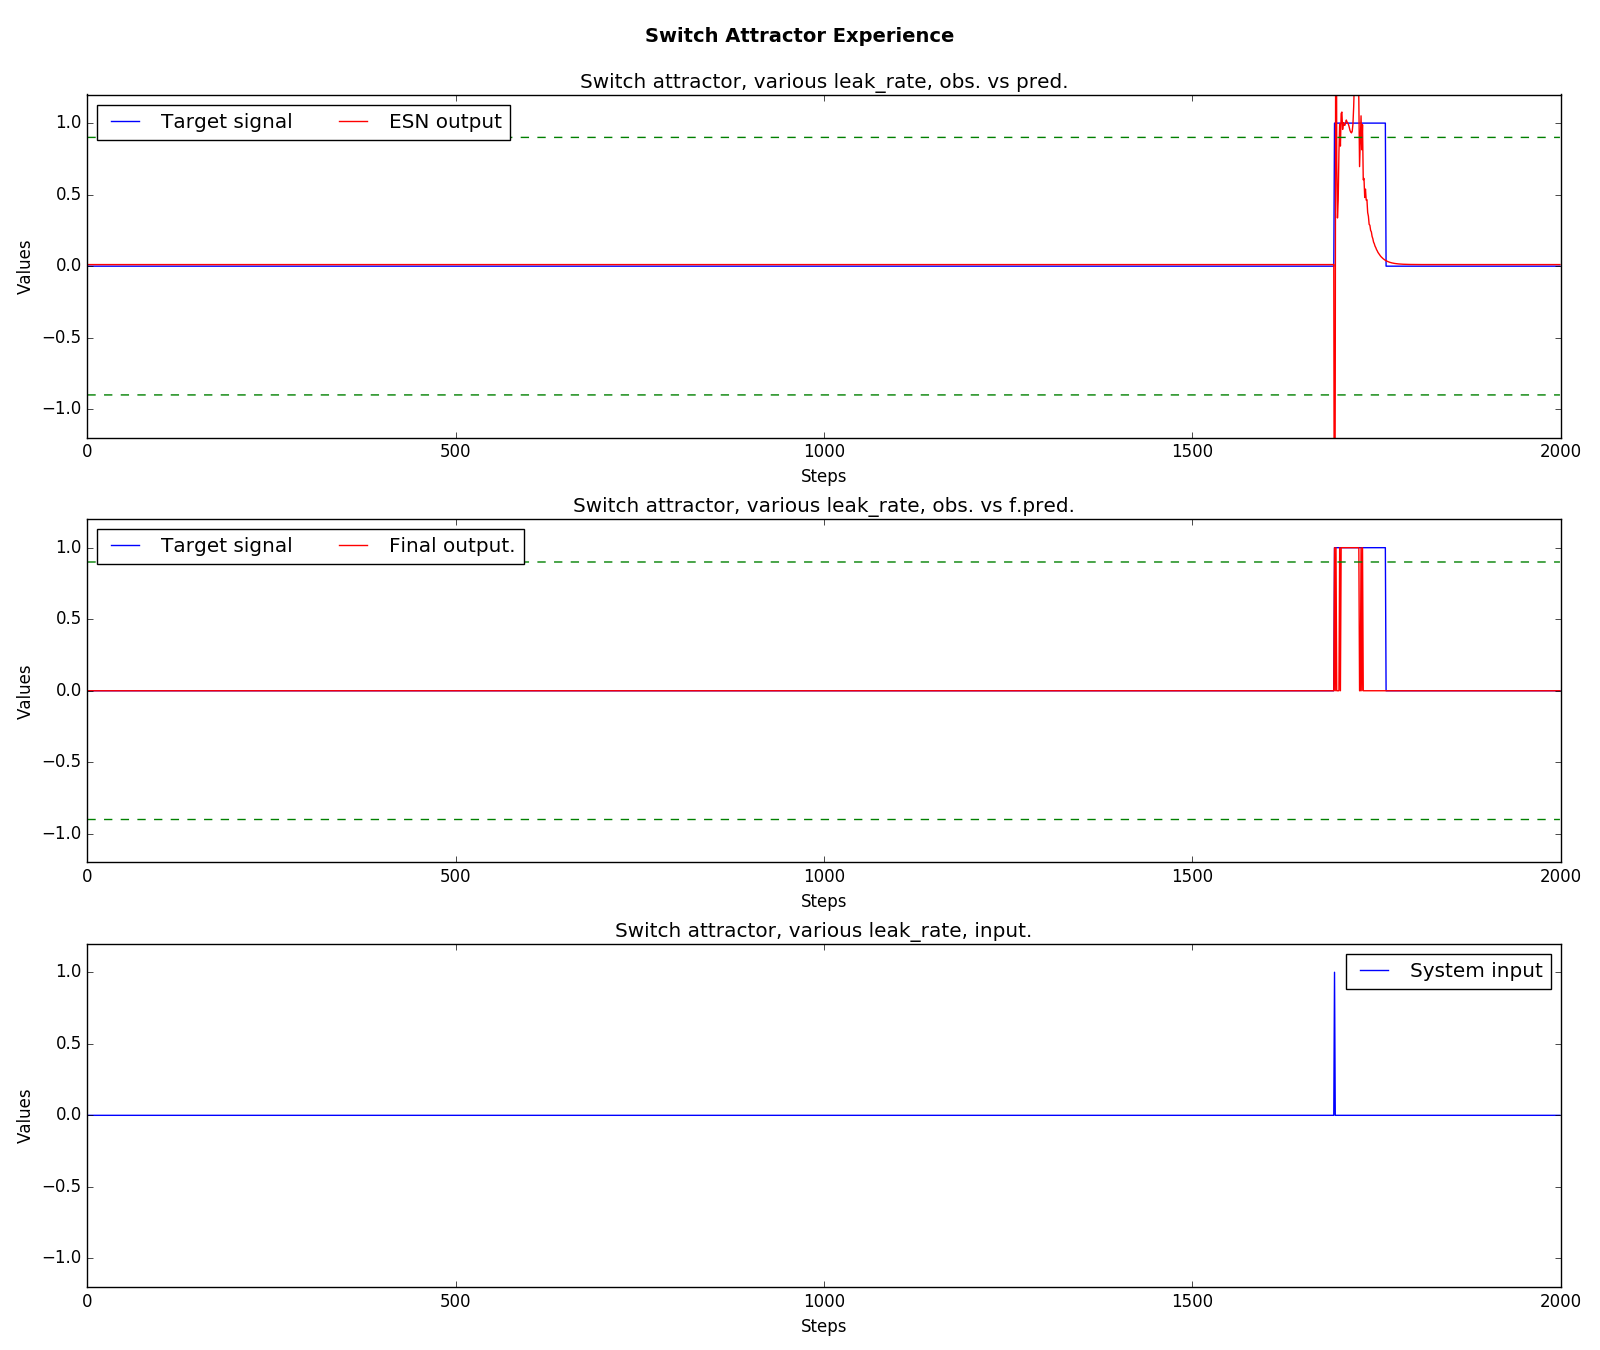 Switch Attractor Experience
Switch attractor, various leak_rate, obs. vs pred.
Target signal ESN output
1.0
0.5
0.0
−0.5
−1.0
Values
0 500 1000 1500 2000
Steps
Switch attractor, various leak_rate, obs. vs f.pred.
Target signal Final output.
1.0
0.5
0.0
−0.5
−1.0
Values
0 500 1000 1500 2000
Steps
Switch attractor, various leak_rate, input.
System input
1.0
0.5
0.0
−0.5
−1.0
Values
0 500 1000 1500 2000
Steps